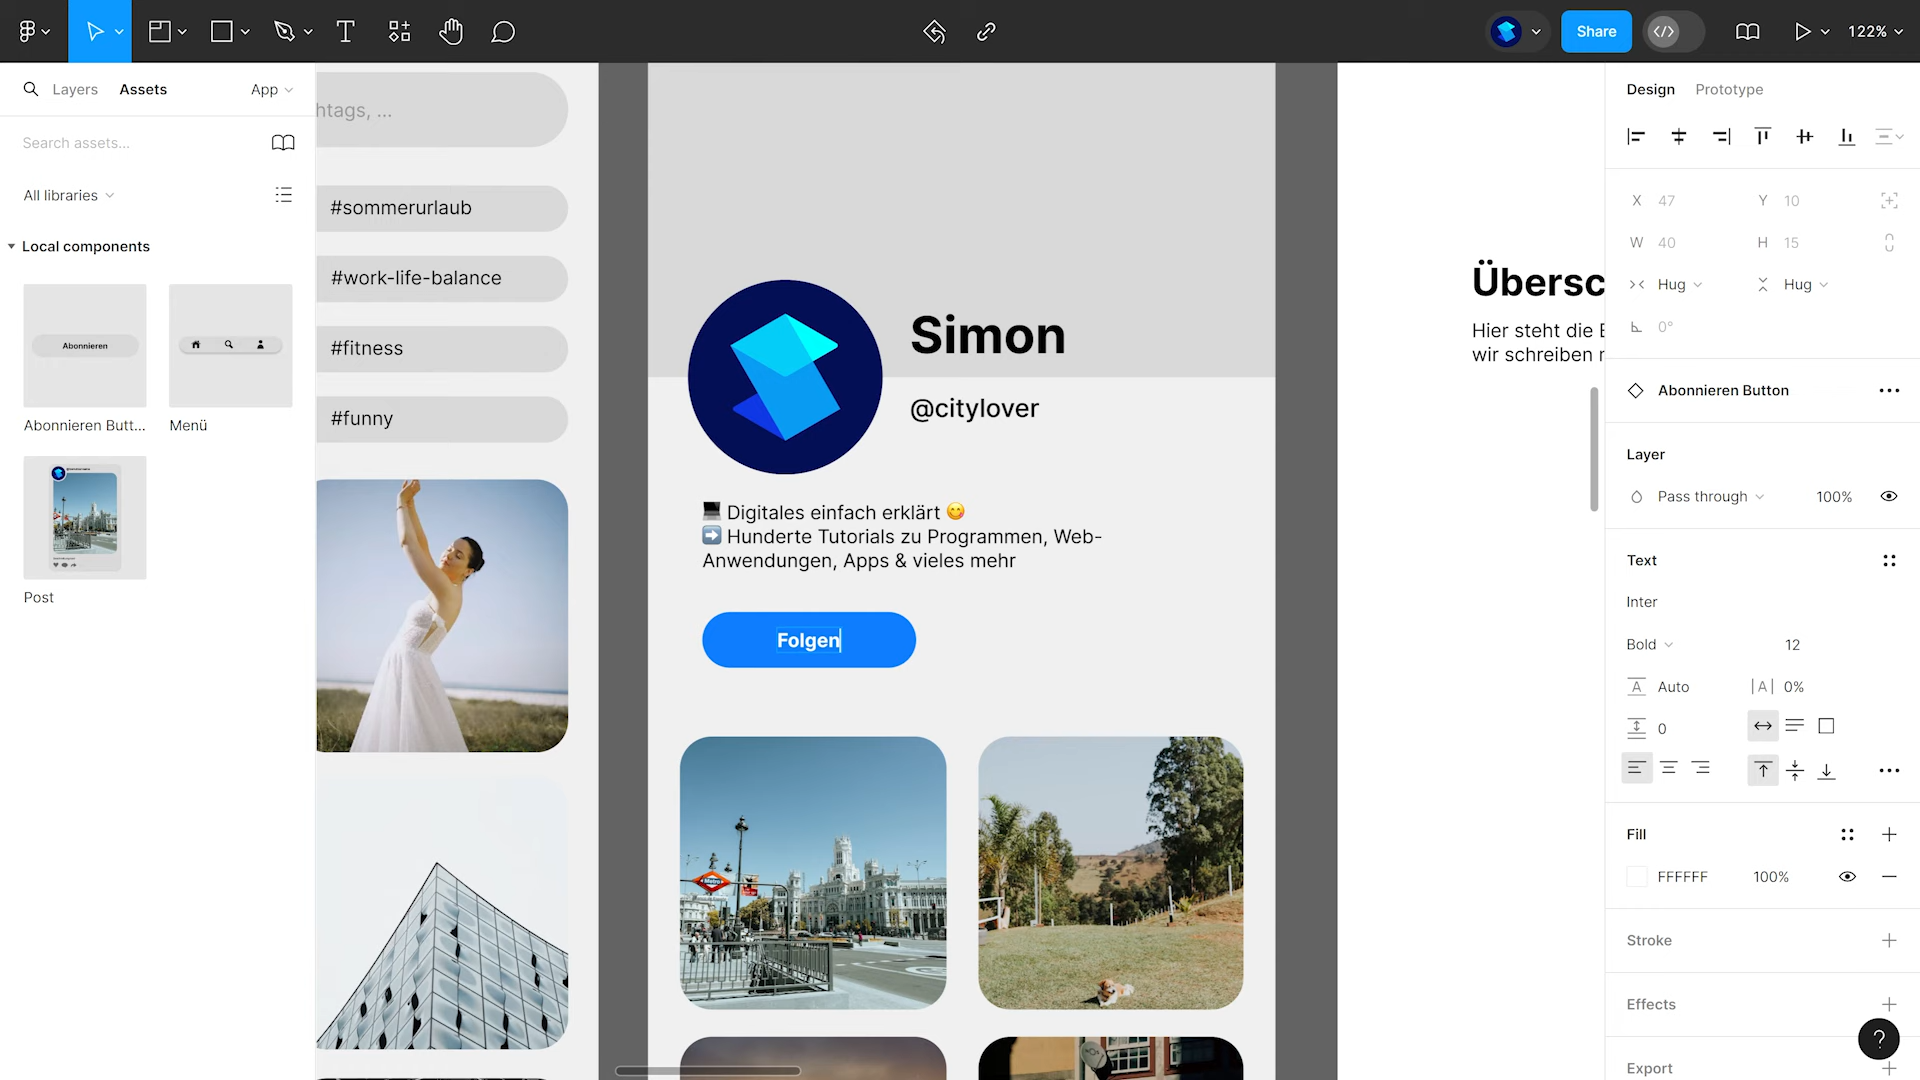 Share
122%
Layers
Assets
App
Search assets...
All libraries
Local components
Abonnieren
Abonnieren Butt...
Menü
Post
htags, ...
#sommerurlaub
#work-life-balance
#fitness
#funny
Simon
@citylover
Digitales einfach erklärt
Hunderte Tutorials zu Programmen, Web-
Anwendungen, Apps & vieles mehr
Folgen
Metro
Übersc
Hier steht die B
wir schreiben
Design
Prototype
X 47
Y 10
W 40
H 15
Hug
Hug
0°
Abonnieren Button
Layer
Pass through
100%
Text
Inter
Bold
12
A Auto
|A| 0%
0
Fill
FFFFFF
100%
Stroke
Effects
Export
?